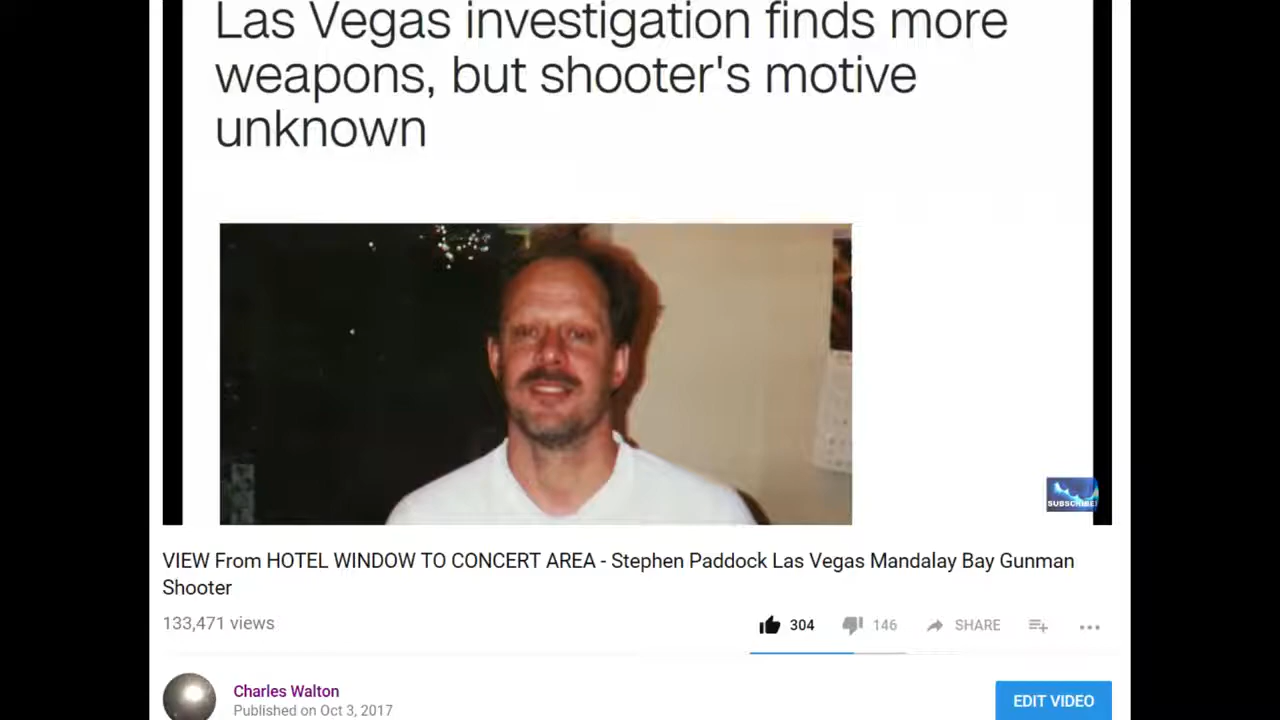 Las Vegas investigation finds more
weapons, but shooter's motive
unknown
SUBSCRIBE!
VIEW From HOTEL WINDOW TO CONCERT AREA - Stephen Paddock Las Vegas Mandalay Bay Gunman
Shooter
133,471 views
304
146
SHARE
Charles Walton
Published on Oct 3, 2017
EDIT VIDEO